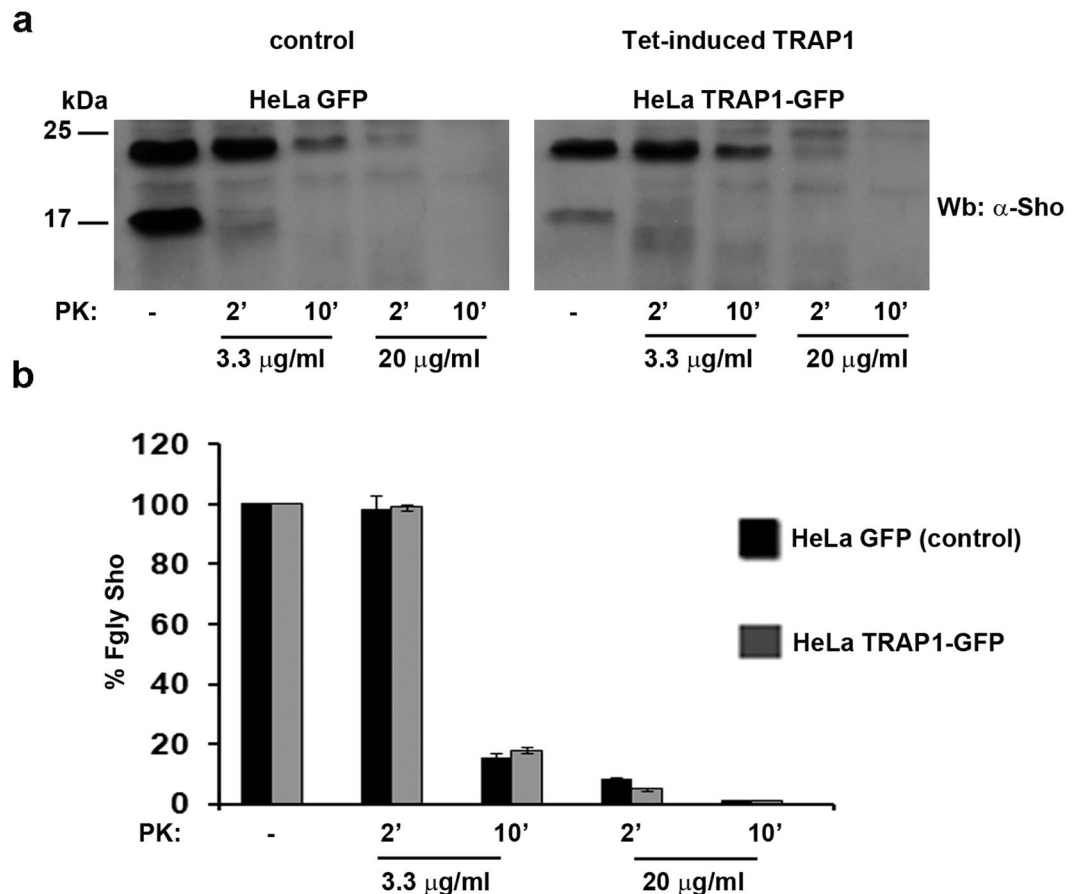 a
control
Tet-induced TRAP1
kDa
HeLa GFP
HeLa TRAP1-GFP
25
17
Wb: α-Sho
PK: - 2’ 10’ 2’ 10’ - 2’ 10’ 2’ 10’
3.3 μg/ml 20 μg/ml 3.3 μg/ml 20 μg/ml
b
120
100
80
60
40
20
0
% Fgly Sho
HeLa GFP (control)
HeLa TRAP1-GFP
PK: - 2’ 10’ 2’ 10’
3.3 μg/ml 20 μg/ml